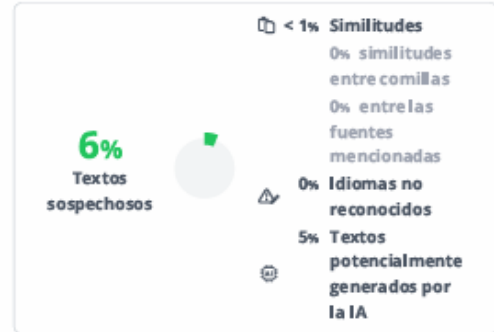 6%
Textos
sospechosos
< 1% Similitudes
0% similitudes
entre comillas
0% entre las
fuentes
mencionadas
0% Idiomas no
reconocidos
5% Textos
potencialmente
generados por
la IA